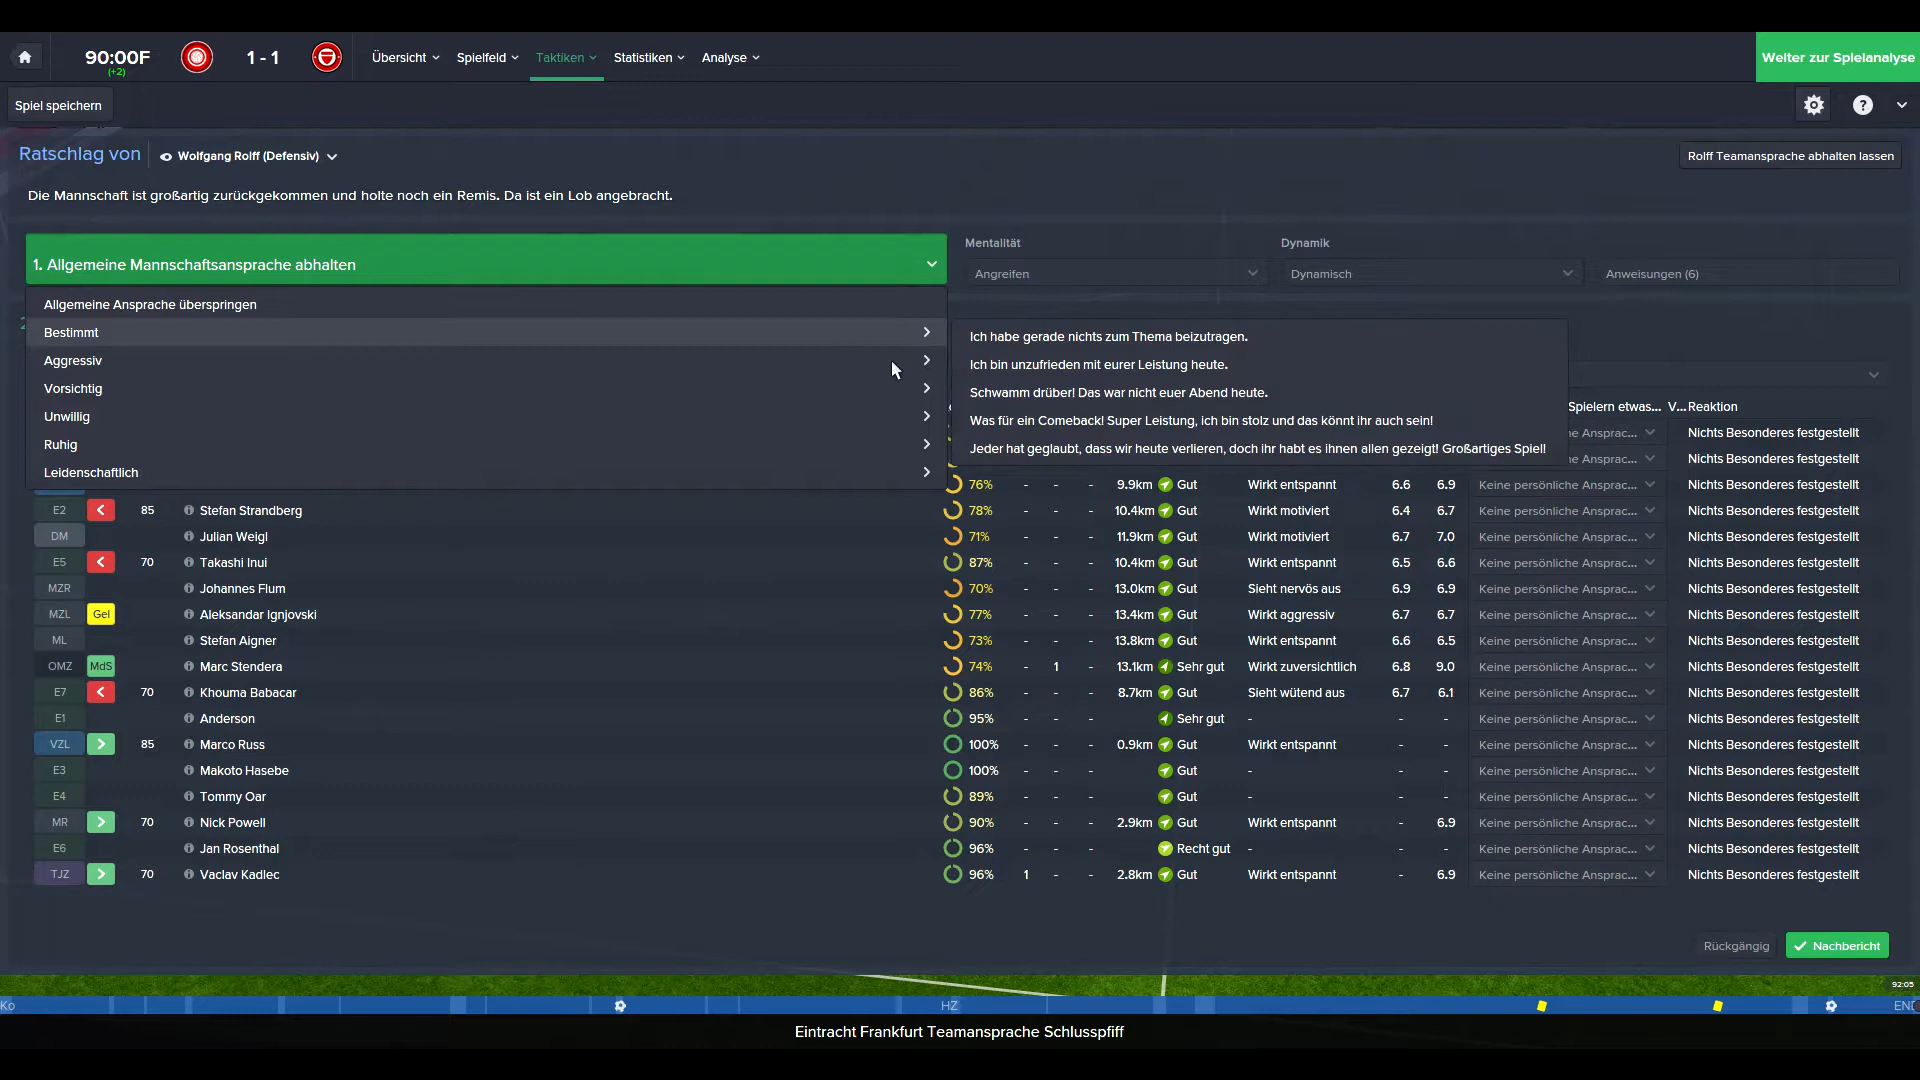 90:00F
(+2)
1 - 1
Übersicht
Spielfeld
Taktiken
Statistiken
Analyse
Weiter zur Spielanalyse
Spiel speichern
?
Ratschlag von
Wolfgang Rolff (Defensiv)
Rolff Teamansprache abhalten lassen
Die Mannschaft ist großartig zurückgekommen und holte noch ein Remis. Da ist ein Lob angebracht.
1. Allgemeine Mannschaftsansprache abhalten
Mentalität
Dynamik
Angreifen
Dynamisch
Anweisungen (6)
Allgemeine Ansprache überspringen
Bestimmt
Aggressiv
Vorsichtig
Unwillig
Ruhig
Leidenschaftlich
Ich habe gerade nichts zum Thema beizutragen.
Ich bin unzufrieden mit eurer Leistung heute.
Schwamm drüber! Das war nicht euer Abend heute.
Was für ein Comeback! Super Leistung, ich bin stolz und das könnt ihr auch sein!
Jeder hat geglaubt, dass wir heute verlieren, doch ihr habt es ihnen allen gezeigt! Großartiges Spiel!
Spielern etwas... V... Reaktion
Nichts Besonderes festgestellt
Nichts Besonderes festgestellt
76% - - - 9.9km Gut Wirkt entspannt 6.6 6.9 Keine persönliche Ansprac... Nichts Besonderes festgestellt
E2 85 Stefan Strandberg 78% - - - 10.4km Gut Wirkt motiviert 6.4 6.7 Keine persönliche Ansprac... Nichts Besonderes festgestellt
DM Julian Weigl 71% - - - 11.9km Gut Wirkt motiviert 6.7 7.0 Keine persönliche Ansprac... Nichts Besonderes festgestellt
E5 70 Takashi Inui 87% - - - 10.4km Gut Wirkt entspannt 6.5 6.6 Keine persönliche Ansprac... Nichts Besonderes festgestellt
MZR Johannes Flum 70% - - - 13.0km Gut Sieht nervös aus 6.9 6.9 Keine persönliche Ansprac... Nichts Besonderes festgestellt
MZL Gel Aleksandar Ignjovski 77% - - - 13.4km Gut Wirkt aggressiv 6.7 6.7 Keine persönliche Ansprac... Nichts Besonderes festgestellt
ML Stefan Aigner 73% - - - 13.8km Gut Wirkt entspannt 6.6 6.5 Keine persönliche Ansprac... Nichts Besonderes festgestellt
OMZ MdS Marc Stendera 74% - 1 - 13.1km Sehr gut Wirkt zuversichtlich 6.8 9.0 Keine persönliche Ansprac... Nichts Besonderes festgestellt
E7 70 Khouma Babacar 86% - - - 8.7km Gut Sieht wütend aus 6.7 6.1 Keine persönliche Ansprac... Nichts Besonderes festgestellt
E1 Anderson 95% - - - Sehr gut - - - Keine persönliche Ansprac... Nichts Besonderes festgestellt
VZL 85 Marco Russ 100% - - - 0.9km Gut Wirkt entspannt - - Keine persönliche Ansprac... Nichts Besonderes festgestellt
E3 Makoto Hasebe 100% - - - Gut - - - Keine persönliche Ansprac... Nichts Besonderes festgestellt
E4 Tommy Oar 89% - - - Gut - - - Keine persönliche Ansprac... Nichts Besonderes festgestellt
MR 70 Nick Powell 90% - - - 2.9km Gut Wirkt entspannt - 6.9 Keine persönliche Ansprac... Nichts Besonderes festgestellt
E6 Jan Rosenthal 96% - - - Recht gut - - - Keine persönliche Ansprac... Nichts Besonderes festgestellt
TJZ 70 Vaclav Kadlec 96% 1 - - 2.8km Gut Wirkt entspannt - 6.9 Keine persönliche Ansprac... Nichts Besonderes festgestellt
Rückgängig
Nachbericht
92:05
Ko
HZ
END
Eintracht Frankfurt Teamansprache Schlusspfiff